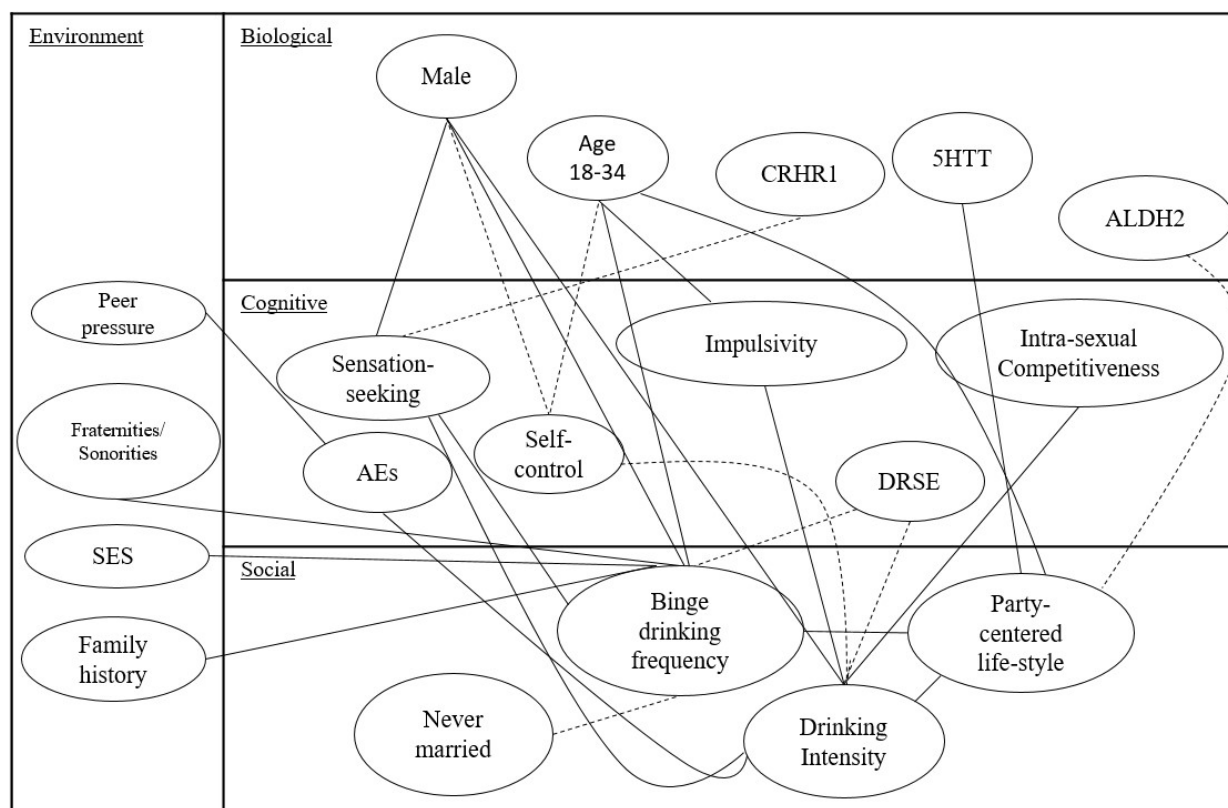 Environment
Biological
Male
Age
18-34
CRHR1
5HTT
ALDH2
Peer
pressure
Cognitive
Sensation-
seeking
Impulsivity
Intra-sexual
Competitiveness
Fraternities/
Sonorities
AEs
Self-
control
DRSE
SES
Social
Family
history
Binge
drinking
frequency
Party-
centered
life-style
Never
married
Drinking
Intensity